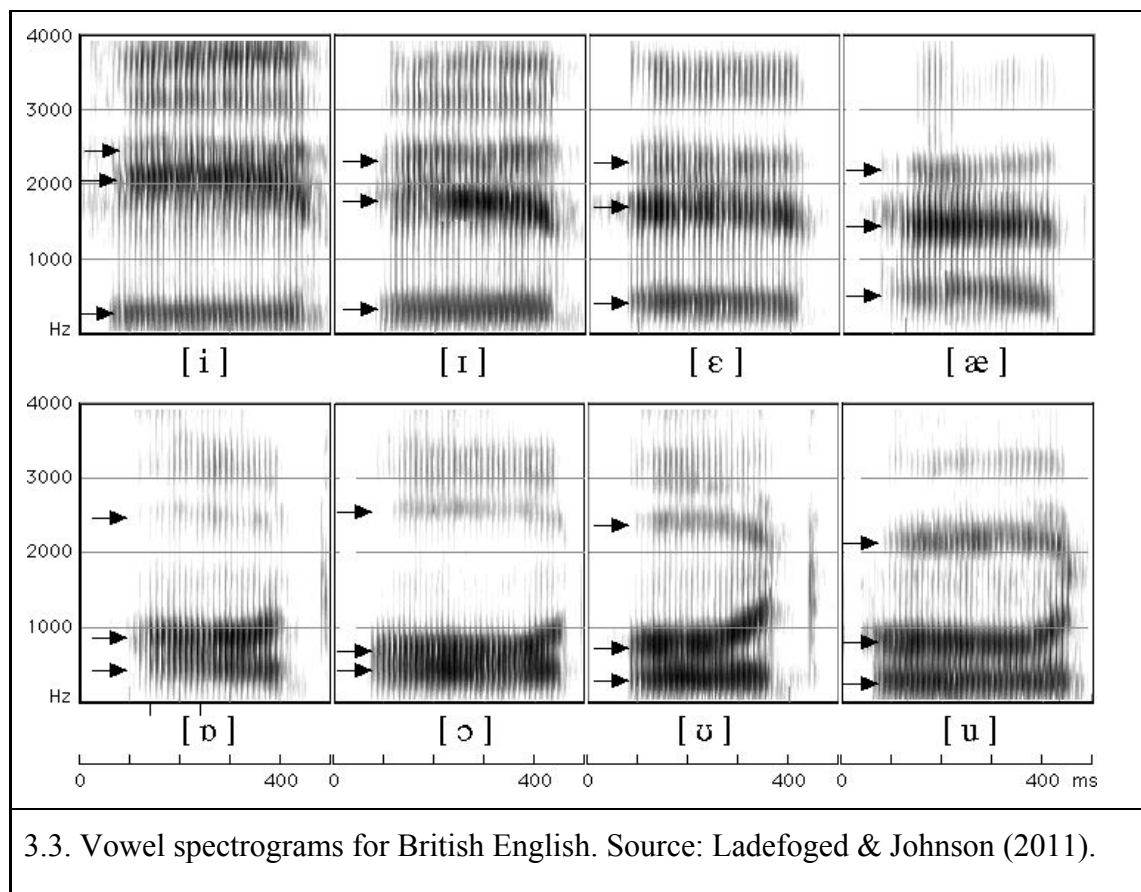 4000
3000
2000
1000
Hz
[ i ] [ ɪ ] [ ɛ ] [ æ ]
4000
3000
2000
1000
Hz
[ ɒ ] [ ɔ ] [ ʊ ] [ u ]
0 400 0 400 0 400 0 400 ms
3.3. Vowel spectrograms for British English. Source: Ladefoged & Johnson (2011).